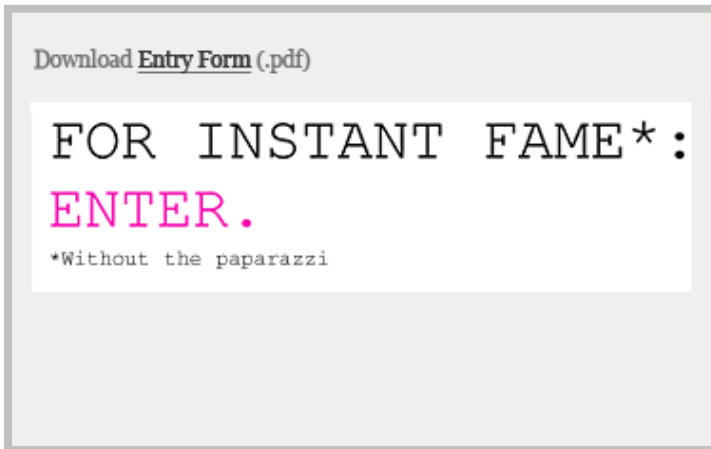 Download Entry Form (.pdf)
FOR INSTANT FAME*:
ENTER.
*Without the paparazzi